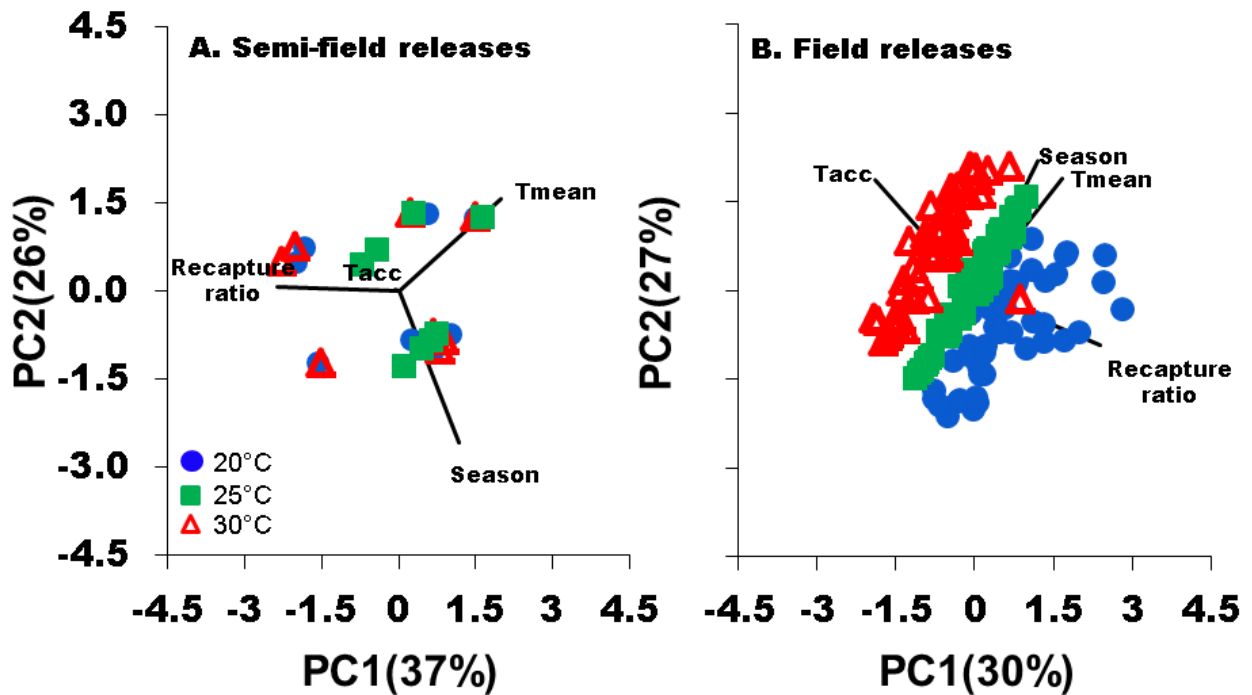 A. Semi-field releases
4.5
3.0
1.5
0.0
-1.5
-3.0
-4.5
PC2(26%)
Tmean
Recapture
ratio
Tacc
Season
20°C
25°C
30°C
-4.5 -3 -1.5 0 1.5 3 4.5
PC1(37%)
B. Field releases
PC2(27%)
Season
Tacc
Tmean
Recapture
ratio
-4.5 -3 -1.5 0 1.5 3 4.5
PC1(30%)